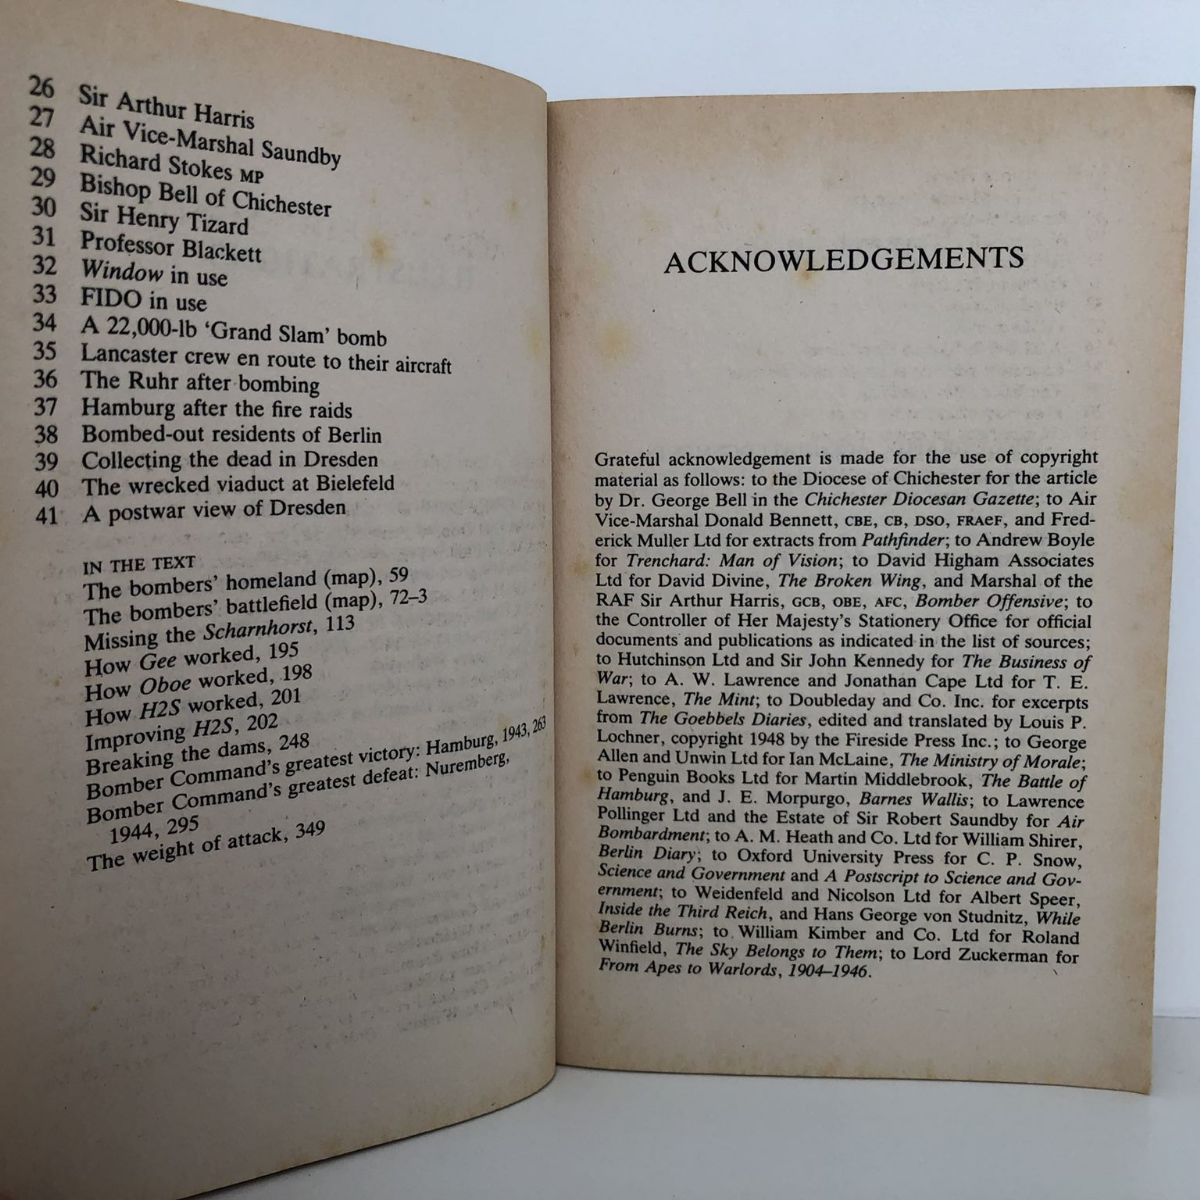 26 Sir Arthur Harris
27 Air Vice-Marshal Saundby
28 Richard Stokes MP
29 Bishop Bell of Chichester
30 Sir Henry Tizard
31 Professor Blackett
32 Window in use
33 FIDO in use
34 A 22,000-lb ‘Grand Slam’ bomb
35 Lancaster crew en route to their aircraft
36 The Ruhr after bombing
37 Hamburg after the fire raids
38 Bombed-out residents of Berlin
39 Collecting the dead in Dresden
40 The wrecked viaduct at Bielefeld
41 A postwar view of Dresden
IN THE TEXT
The bombers’ homeland (map), 59
The bombers’ battlefield (map), 72–3
Missing the Scharnhorst, 113
How Gee worked, 195
How Oboe worked, 198
How H2S worked, 201
Improving H2S, 202
Breaking the dams, 248
Bomber Command’s greatest victory: Hamburg, 1943, 263
Bomber Command’s greatest defeat: Nuremberg,
1944, 295
The weight of attack, 349
ACKNOWLEDGEMENTS
Grateful acknowledgement is made for the use of copyright
material as follows: to the Diocese of Chichester for the article
by Dr. George Bell in the Chichester Diocesan Gazette; to Air
Vice-Marshal Donald Bennett, CBE, CB, DSO, FRAeF, and Fred-
erick Muller Ltd for extracts from Pathfinder; to Andrew Boyle
for Trenchard: Man of Vision; to David Higham Associates
Ltd for David Divine, The Broken Wing, and Marshal of the
RAF Sir Arthur Harris, GCB, OBE, AFC, Bomber Offensive; to
the Controller of Her Majesty’s Stationery Office for official
documents and publications as indicated in the list of sources;
to Hutchinson Ltd and Sir John Kennedy for The Business of
War; to A. W. Lawrence and Jonathan Cape Ltd for T. E.
Lawrence, The Mint; to Doubleday and Co. Inc. for excerpts
from The Goebbels Diaries, edited and translated by Louis P.
Lochner, copyright 1948 by the Fireside Press Inc.; to George
Allen and Unwin Ltd for Ian McLaine, The Ministry of Morale;
to Penguin Books Ltd for Martin Middlebrook, The Battle of
Hamburg, and J. E. Morpurgo, Barnes Wallis; to Lawrence
Pollinger Ltd and the Estate of Sir Robert Saundby for Air
Bombardment; to A. M. Heath and Co. Ltd for William Shirer,
Berlin Diary; to Oxford University Press for C. P. Snow,
Science and Government and A Postscript to Science and Gov-
ernment; to Weidenfeld and Nicolson Ltd for Albert Speer,
Inside the Third Reich, and Hans George von Studnitz, While
Berlin Burns; to William Kimber and Co. Ltd for Roland
Winfield, The Sky Belongs to Them; to Lord Zuckerman for
From Apes to Warlords, 1904–1946.